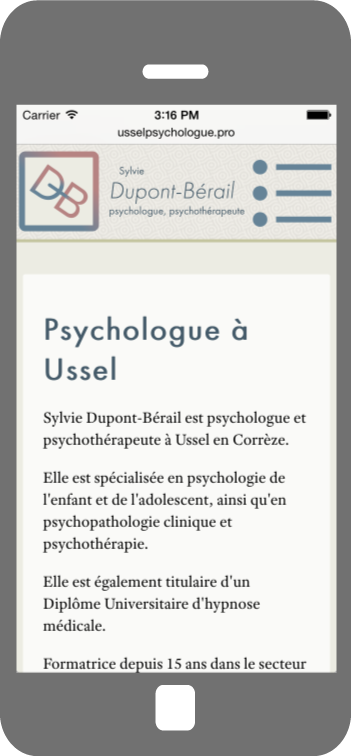 Carrier 3:16 PM
usselpsychologue.pro
DB
Sylvie
Dupont-Bérail
psychologue, psychothérapeute
Psychologue à
Ussel
Sylvie Dupont-Bérail est psychologue et
psychothérapeute à Ussel en Corrèze.
Elle est spécialisée en psychologie de
l'enfant et de l'adolescent, ainsi qu'en
psychopathologie clinique et
psychothérapie.
Elle est également titulaire d'un
Diplôme Universitaire d'hypnose
médicale.
Formatrice depuis 15 ans dans le secteur